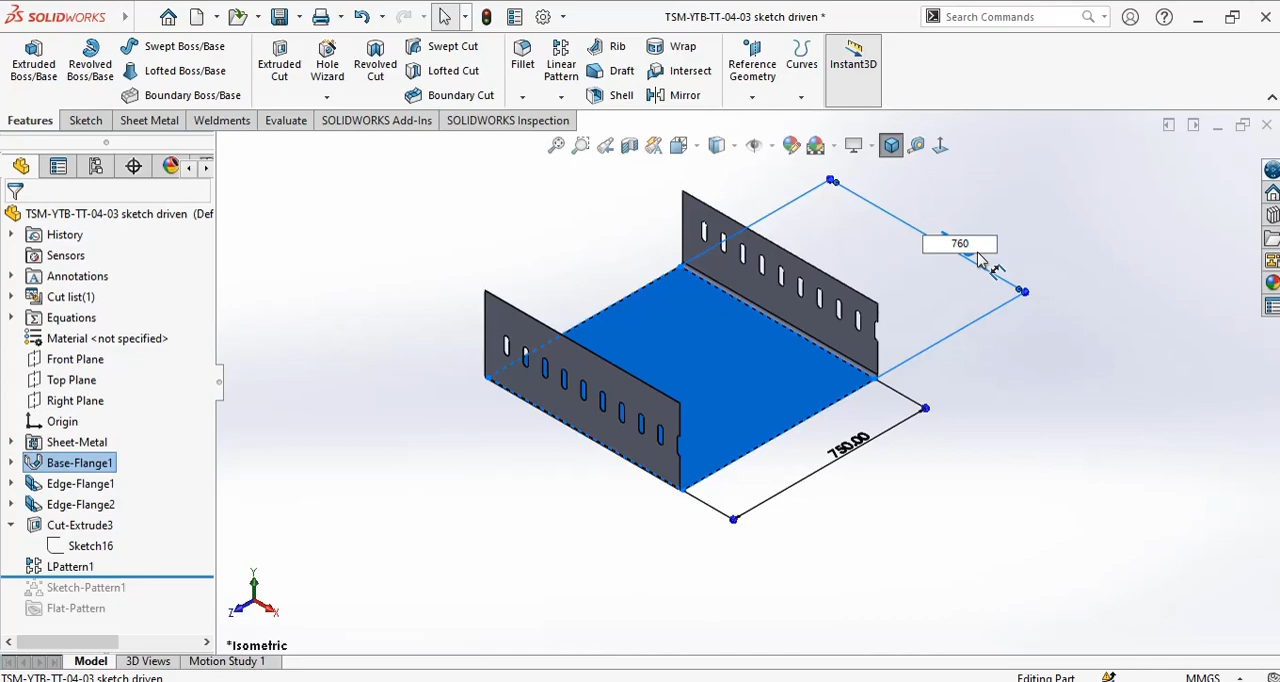 SOLIDWORKS
TSM-YTB-TT-04-03 sketch driven *
Search Commands
Extruded Boss/Base
Revolved Boss/Base
Swept Boss/Base
Lofted Boss/Base
Boundary Boss/Base
Extruded Cut
Hole Wizard
Revolved Cut
Swept Cut
Lofted Cut
Boundary Cut
Fillet
Linear Pattern
Rib
Draft
Shell
Wrap
Intersect
Mirror
Reference Geometry
Curves
Instant3D
Features
Sketch
Sheet Metal
Weldments
Evaluate
SOLIDWORKS Add-Ins
SOLIDWORKS Inspection
TSM-YTB-TT-04-03 sketch driven (Def
History
Sensors
Annotations
Cut list(1)
Equations
Material <not specified>
Front Plane
Top Plane
Right Plane
Origin
Sheet-Metal
Base-Flange1
Edge-Flange1
Edge-Flange2
Cut-Extrude3
Sketch16
LPattern1
Sketch-Pattern1
Flat-Pattern
760
750.00
Y
Z
X
*Isometric
Model
3D Views
Motion Study 1
TSM-YTB-TT-04-03 sketch driven
Editing Part
MMGS